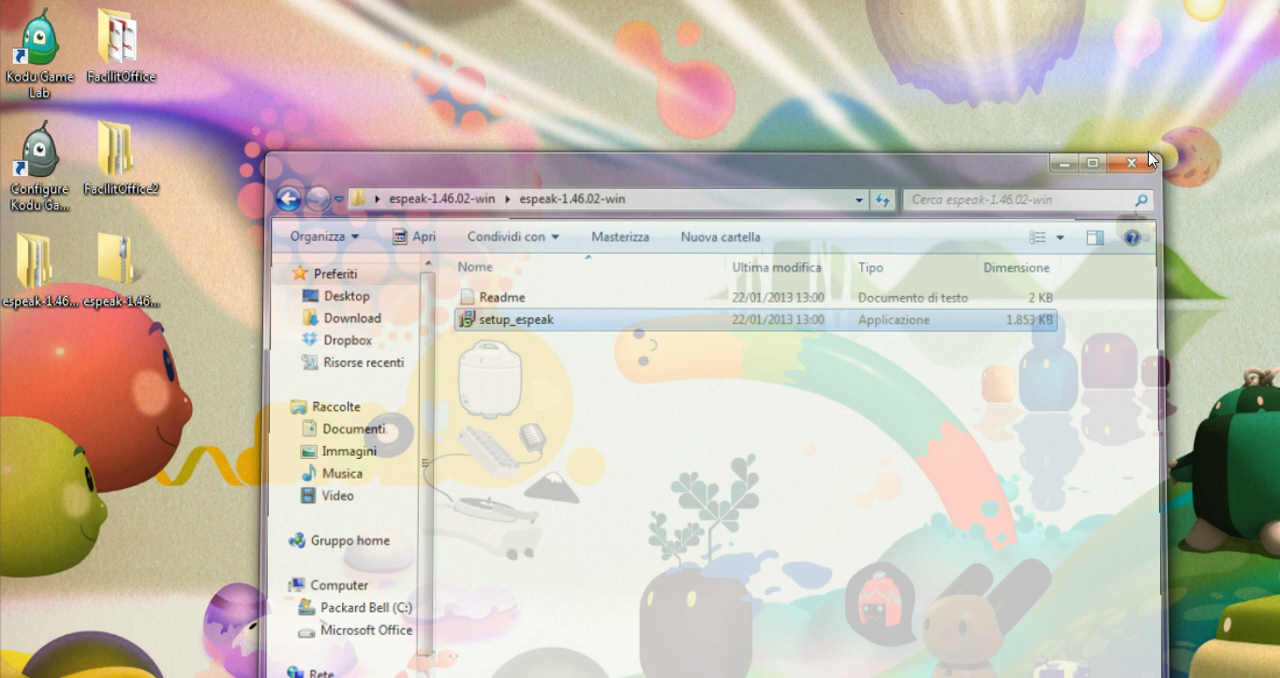 Kodu Game
Lab
FacilitOffice
Configure
Kodu Ga...
FacilitOffice2
espeak-1.46... espeak-1.46...
espeak-1.46.02-win espeak-1.46.02-win
Cerca espeak-1.46.02-win
Organizza Apri Condividi con Masterizza Nuova cartella
Nome Ultima modifica Tipo Dimensione
Readme 22/01/2013 13:00 Documento di testo 2 KB
setup_espeak 22/01/2013 13:00 Applicazione 1.853 KB
Preferiti
Desktop
Download
Dropbox
Risorse recenti
Raccolte
Documenti
Immagini
Musica
Video
Gruppo home
Computer
Packard Bell (C:)
Microsoft Office
Rete